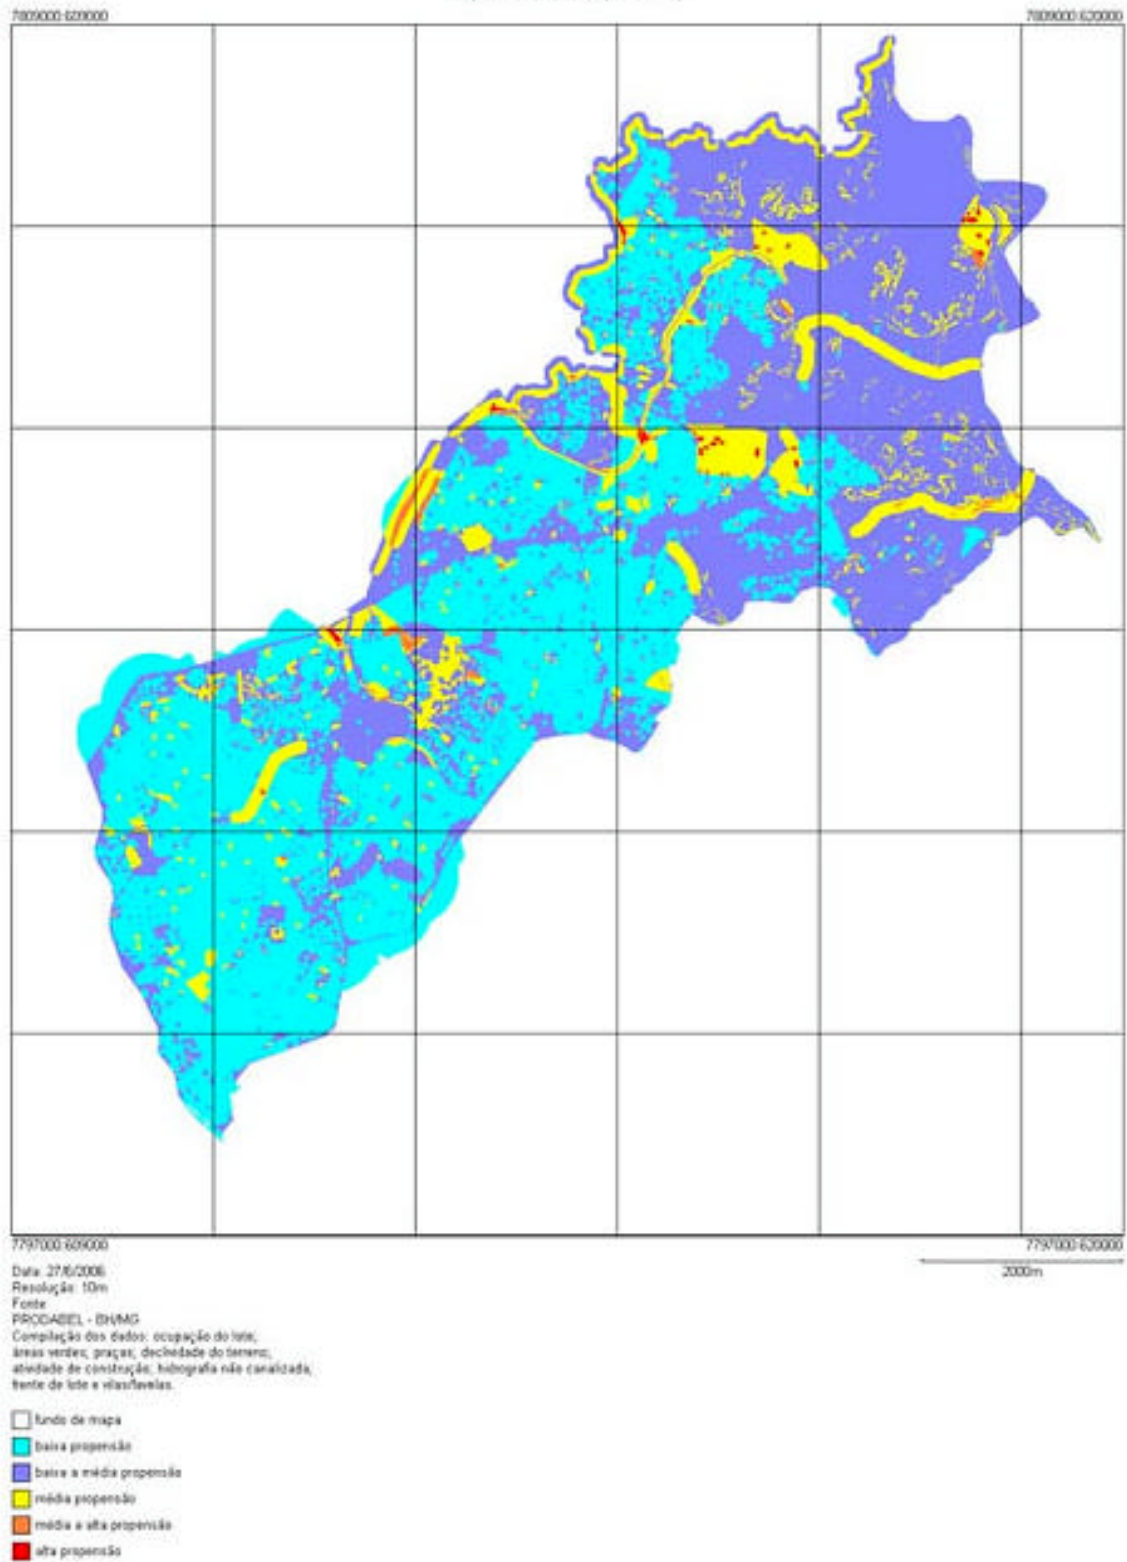 7809000:609000
7809000:620000
7797000:609000
7797000:620000
2000m
Data: 27/6/2006
Resolução: 10m
Fonte
PRODABEL - BH/MG
Compilação dos dados: ocupação do lote;
áreas verdes; praças; declividade do terreno;
atividade de construção; hidrografia não canalizada;
frente de lote e vilas/favelas.
fundo de mapa
baixa propensão
baixa a média propensão
média propensão
média a alta propensão
alta propensão